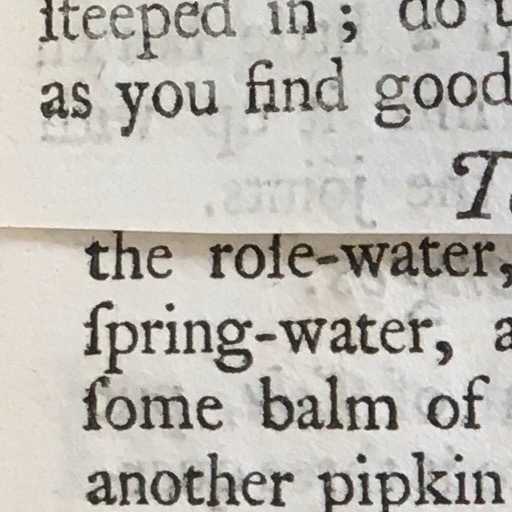 ſteeped in ; do
as you find good
the roſe-water,
ſpring-water, a
ſome balm of
another pipkin